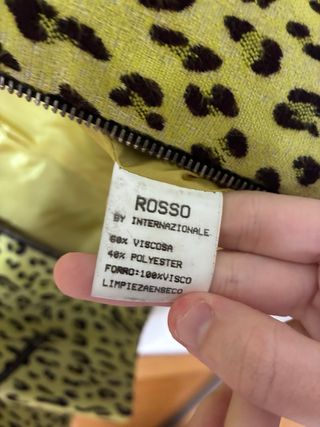 ROSSO
BY INTERNAZIONALE
60% VISCOSA
40% POLYESTER
FORRO:100%VISCO
LIMPIEZAENSECO